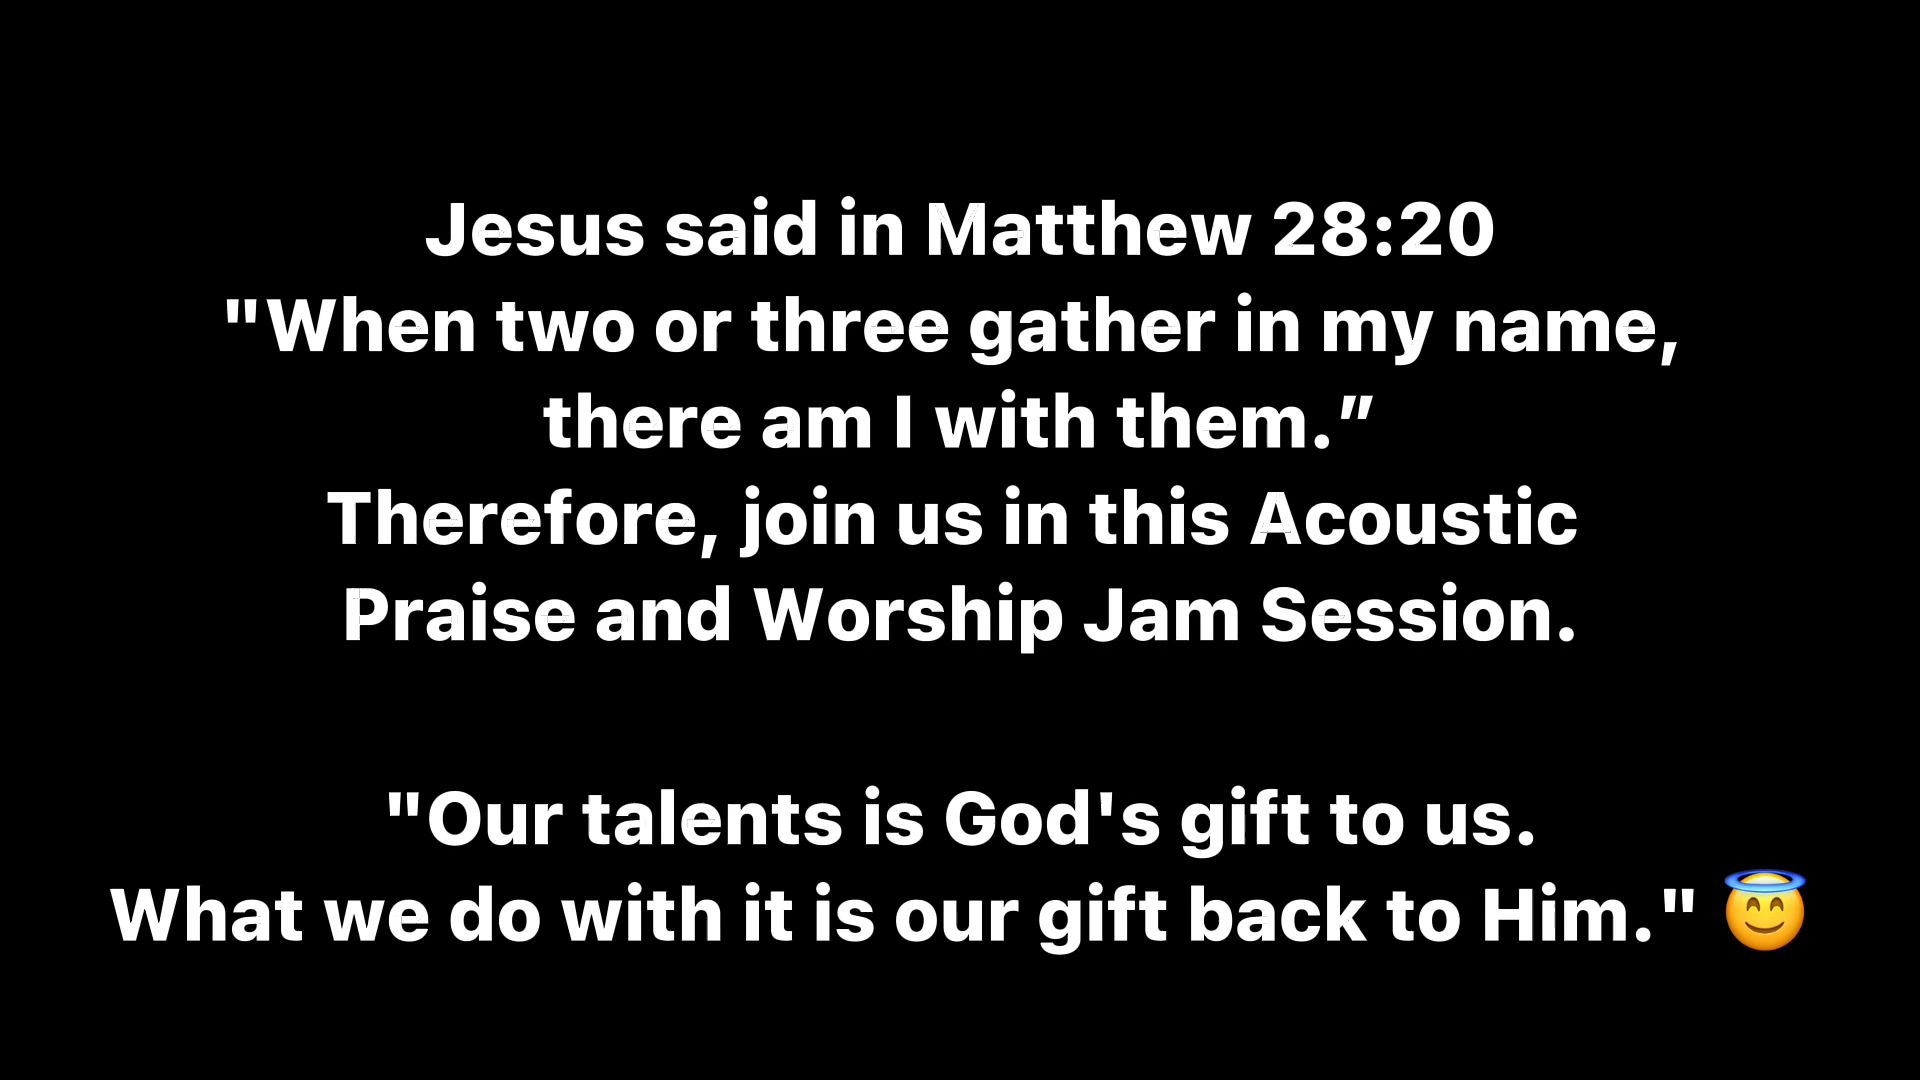 Jesus said in Matthew 28:20
"When two or three gather in my name,
there am I with them.”
Therefore, join us in this Acoustic
Praise and Worship Jam Session.
"Our talents is God's gift to us.
What we do with it is our gift back to Him." 😇